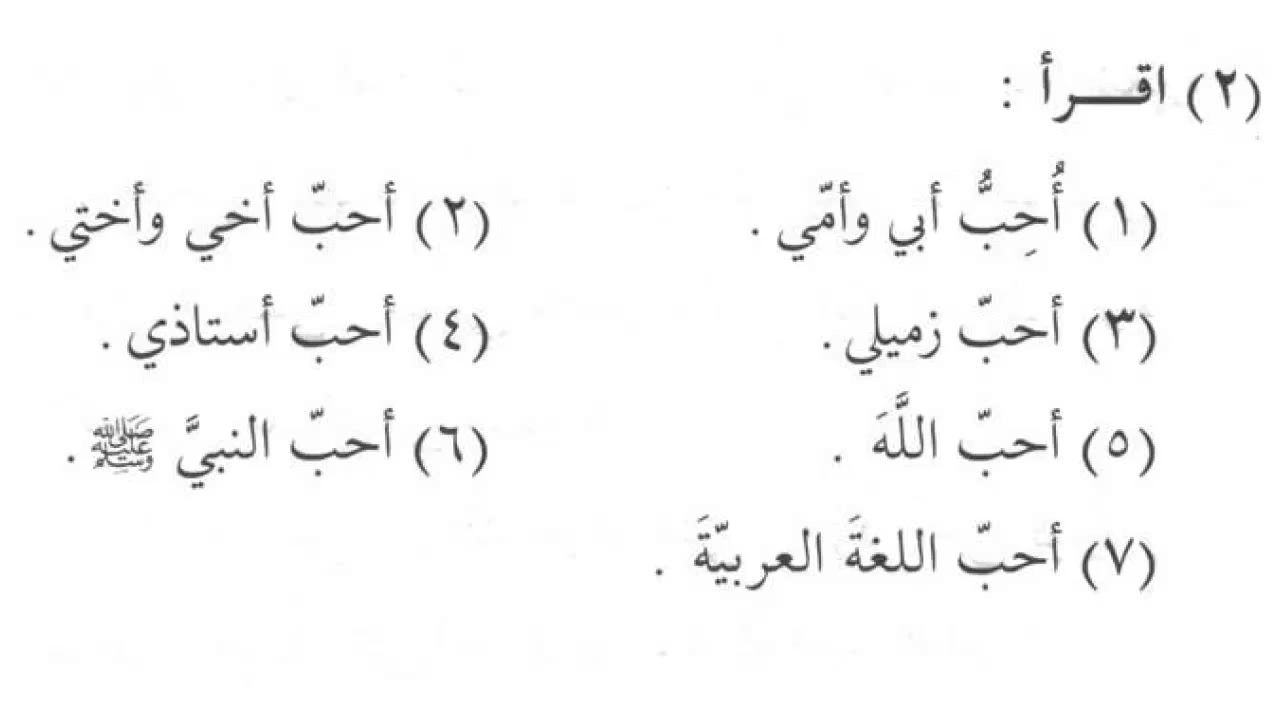 (٢) اقـــرأ :
(١) أُحِبُّ أبي وأمّي . (٢) أحبّ أخي وأختي .
(٣) أحبّ زميلي . (٤) أحبّ أستاذي .
(٥) أحبّ اللَّهَ . (٦) أحبّ النبيَّ ﷺ .
(٧) أحبّ اللغةَ العربيّةَ .